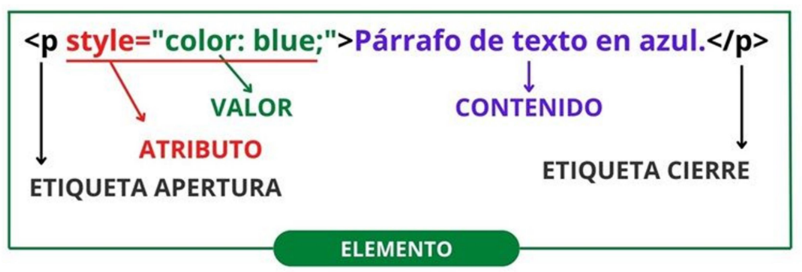 <p style="color: blue;">Párrafo de texto en azul.</p>
VALOR
CONTENIDO
ATRIBUTO
ETIQUETA CIERRE
ETIQUETA APERTURA
ELEMENTO